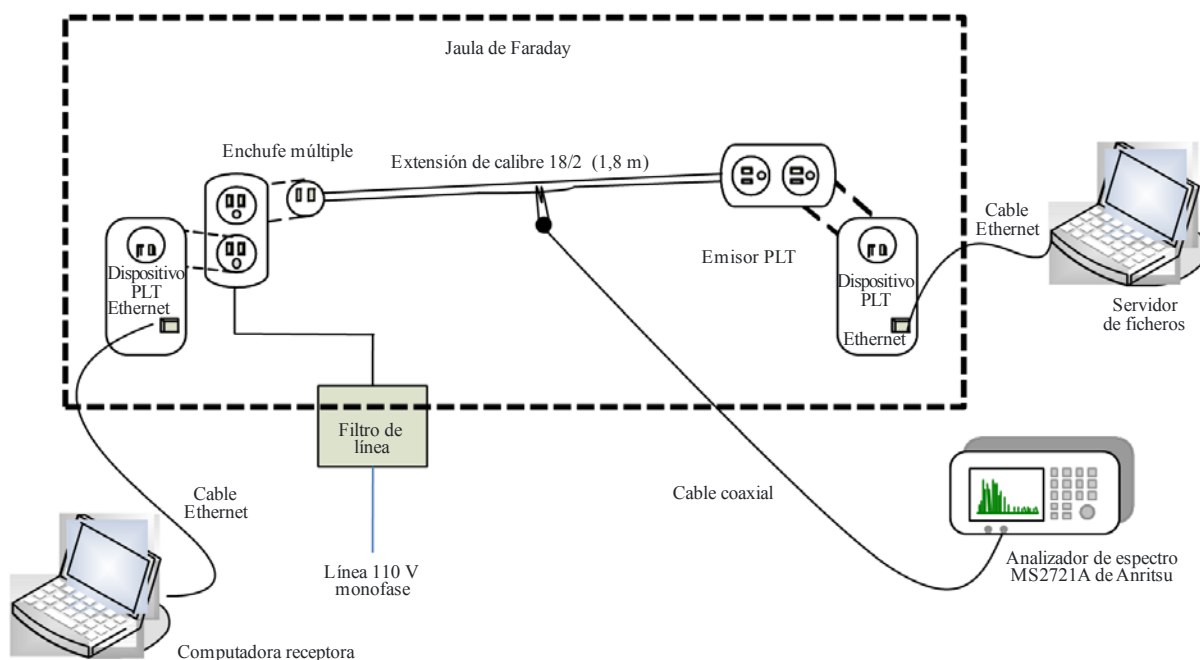 Jaula de Faraday
Enchufe múltiple
Extensión de calibre 18/2 (1,8 m)
Cable
Ethernet
Emisor PLT
Dispositivo
PLT
Ethernet
Dispositivo
PLT
Ethernet
Servidor
de ficheros
Filtro de
línea
Cable
Ethernet
Cable coaxial
Línea 110 V
monofase
Analizador de espectro
MS2721A de Anritsu
Computadora receptora